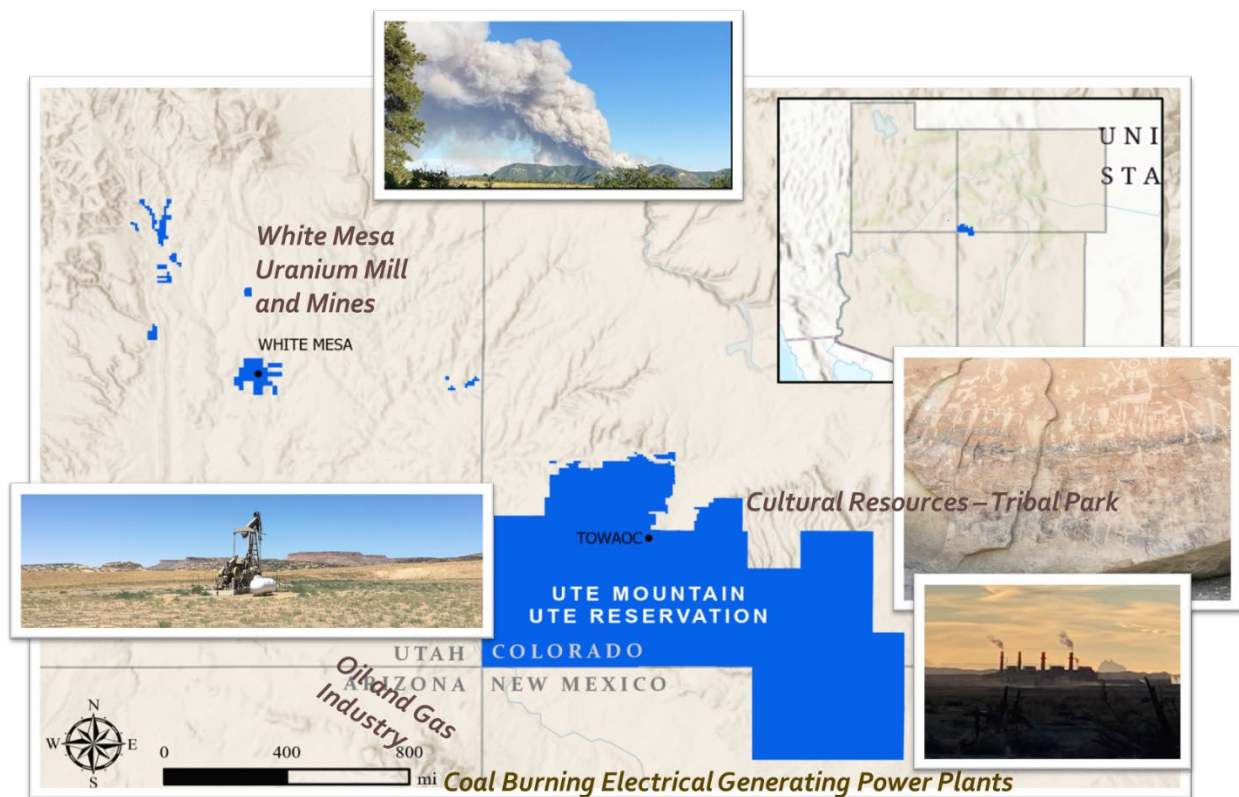 UNI
STA
White Mesa
Uranium Mill
and Mines
WHITE MESA
Cultural Resources – Tribal Park
TOWAOC
UTE MOUNTAIN
UTE RESERVATION
UTAH
COLORADO
ARIZONA
NEW MEXICO
Oil and Gas
Industry
N
W
E
S
0
400
800
mi
Coal Burning Electrical Generating Power Plants